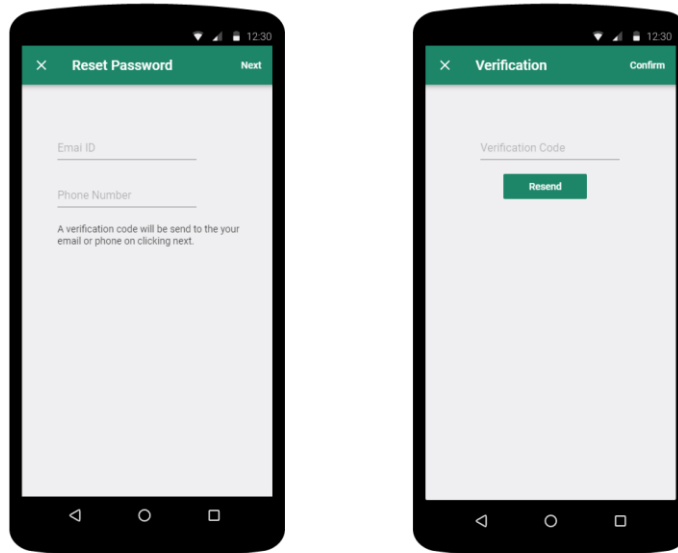 12:30
Reset Password
Next
Emai ID
Phone Number
A verification code will be send to the your
email or phone on clicking next.
12:30
Verification
Confirm
Verification Code
Resend